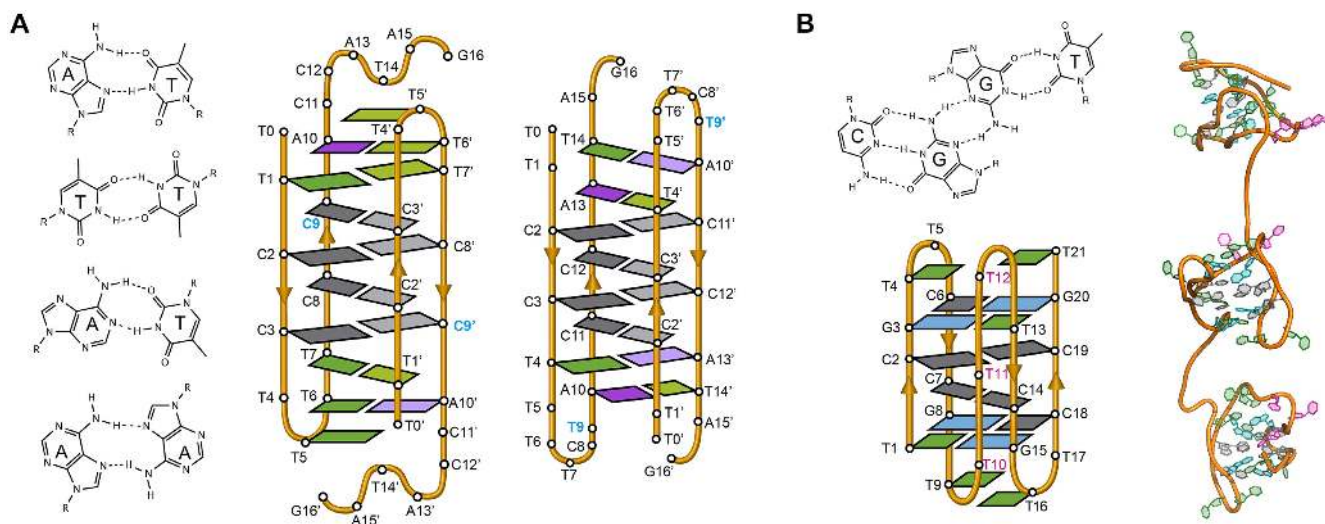 A
B
H
N
H
O
A
T
N
H
N
R
O
N
R
R
O
N
T
N
H
O
O
H
N
T
N
O
R
H
N
H
O
N
R
A
T
N
H
N
O
R
H
N
H
N
R
A
A
N
H
N
H
R
A15
A13
G16
T14
C12
C11
T5'
T0
T4'
A10
T6'
T1
T7'
C9
C3'
C2
C8'
C8
C2'
C3
C9'
T7
T1'
T4
T6
A10'
T0'
T5
C11'
C12'
T14'
G16'
A15'
A13'
G16
T7'
A15
C8'
T6'
T9'
T0
T5'
T1
T14
A10'
T4'
A13
C2
C11'
C12
C3'
C3
C12'
C11
C2'
T4
A13'
A10
T14'
T5
T1'
T9
A15'
T6
C8
T0'
T7
G16'
N
O
H
N
O
G
T
N
N
H
N
R
N
O
R
R
N
O
H
N
H
C
N
H
N
G
N
H
N
H
O
N
N
R
T5
T21
T4
T12
C6
G20
G3
T13
C2
C19
C7
T11
C14
G8
C18
T1
G15
T17
T10
T9
T16